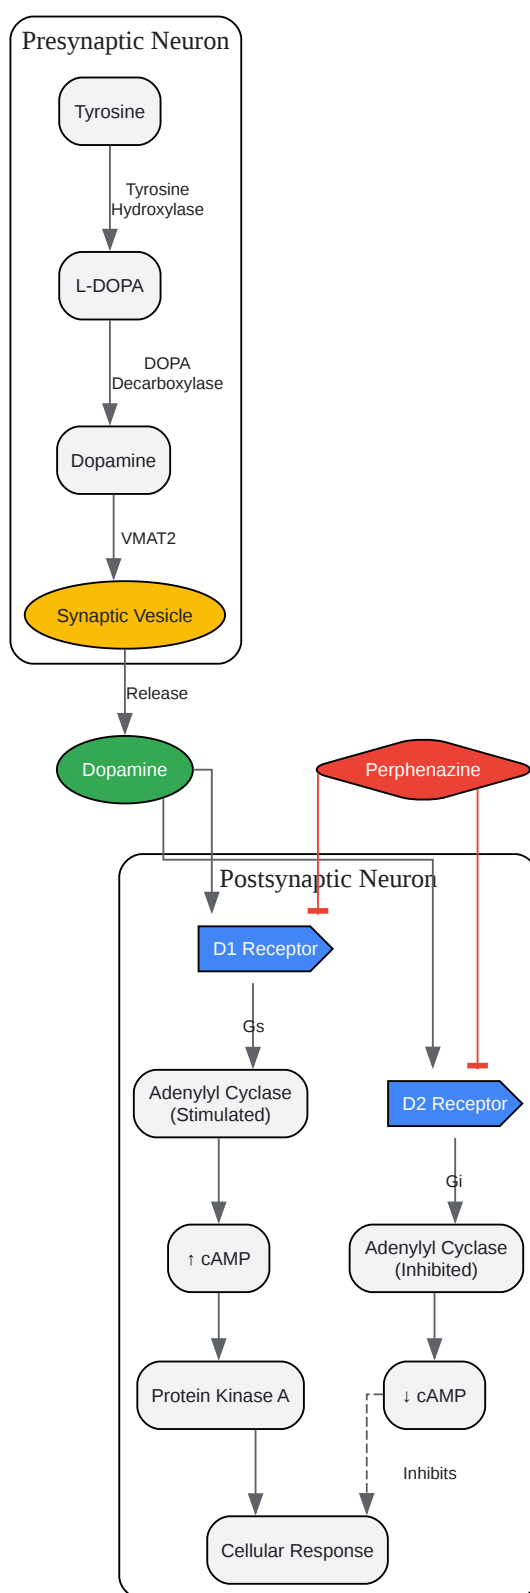 Presynaptic Neuron
Tyrosine
Tyrosine
Hydroxylase
L-DOPA
DOPA
Decarboxylase
Dopamine
VMAT2
Synaptic Vesicle
Release
Dopamine
Perphenazine
Postsynaptic Neuron
D1 Receptor
Gs
Adenylyl Cyclase
(Stimulated)
D2 Receptor
Gi
↑ cAMP
Adenylyl Cyclase
(Inhibited)
Protein Kinase A
↓ cAMP
Inhibits
Cellular Response